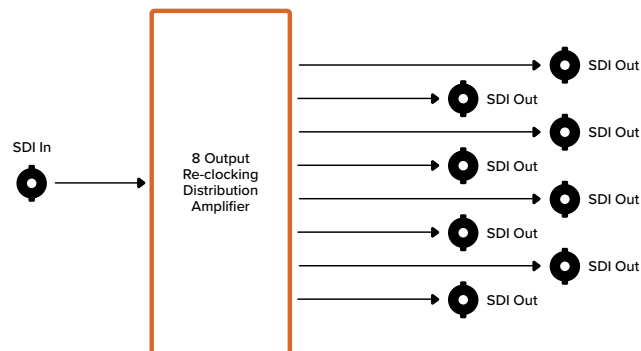 SDI In
8 Output
Re-clocking
Distribution
Amplifier
SDI Out
SDI Out
SDI Out
SDI Out
SDI Out
SDI Out
SDI Out
SDI Out